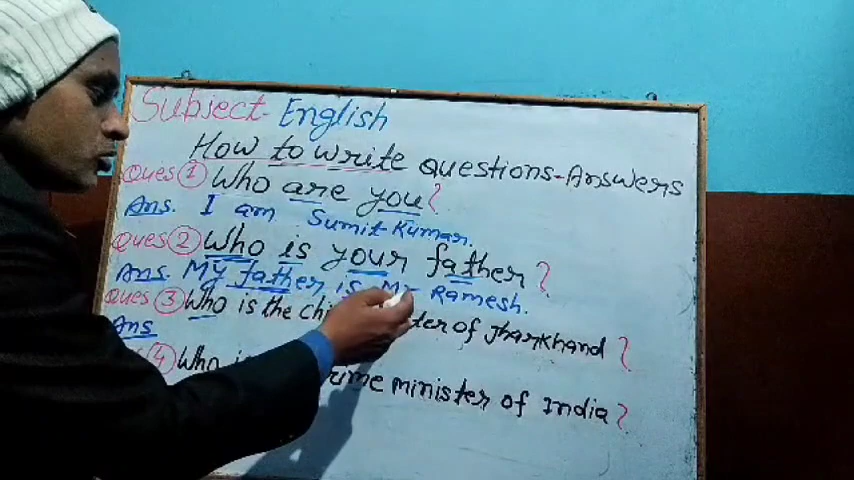 Subject- English
How to write Questions-Answers
Ques ① Who are you?
Ans. I am Sumit Kumar.
Ques ② Who is your father?
Ans. My father is Mr Ramesh.
Ques ③ Who is the of Jharkhand?
Ans
④ Who minister of India?